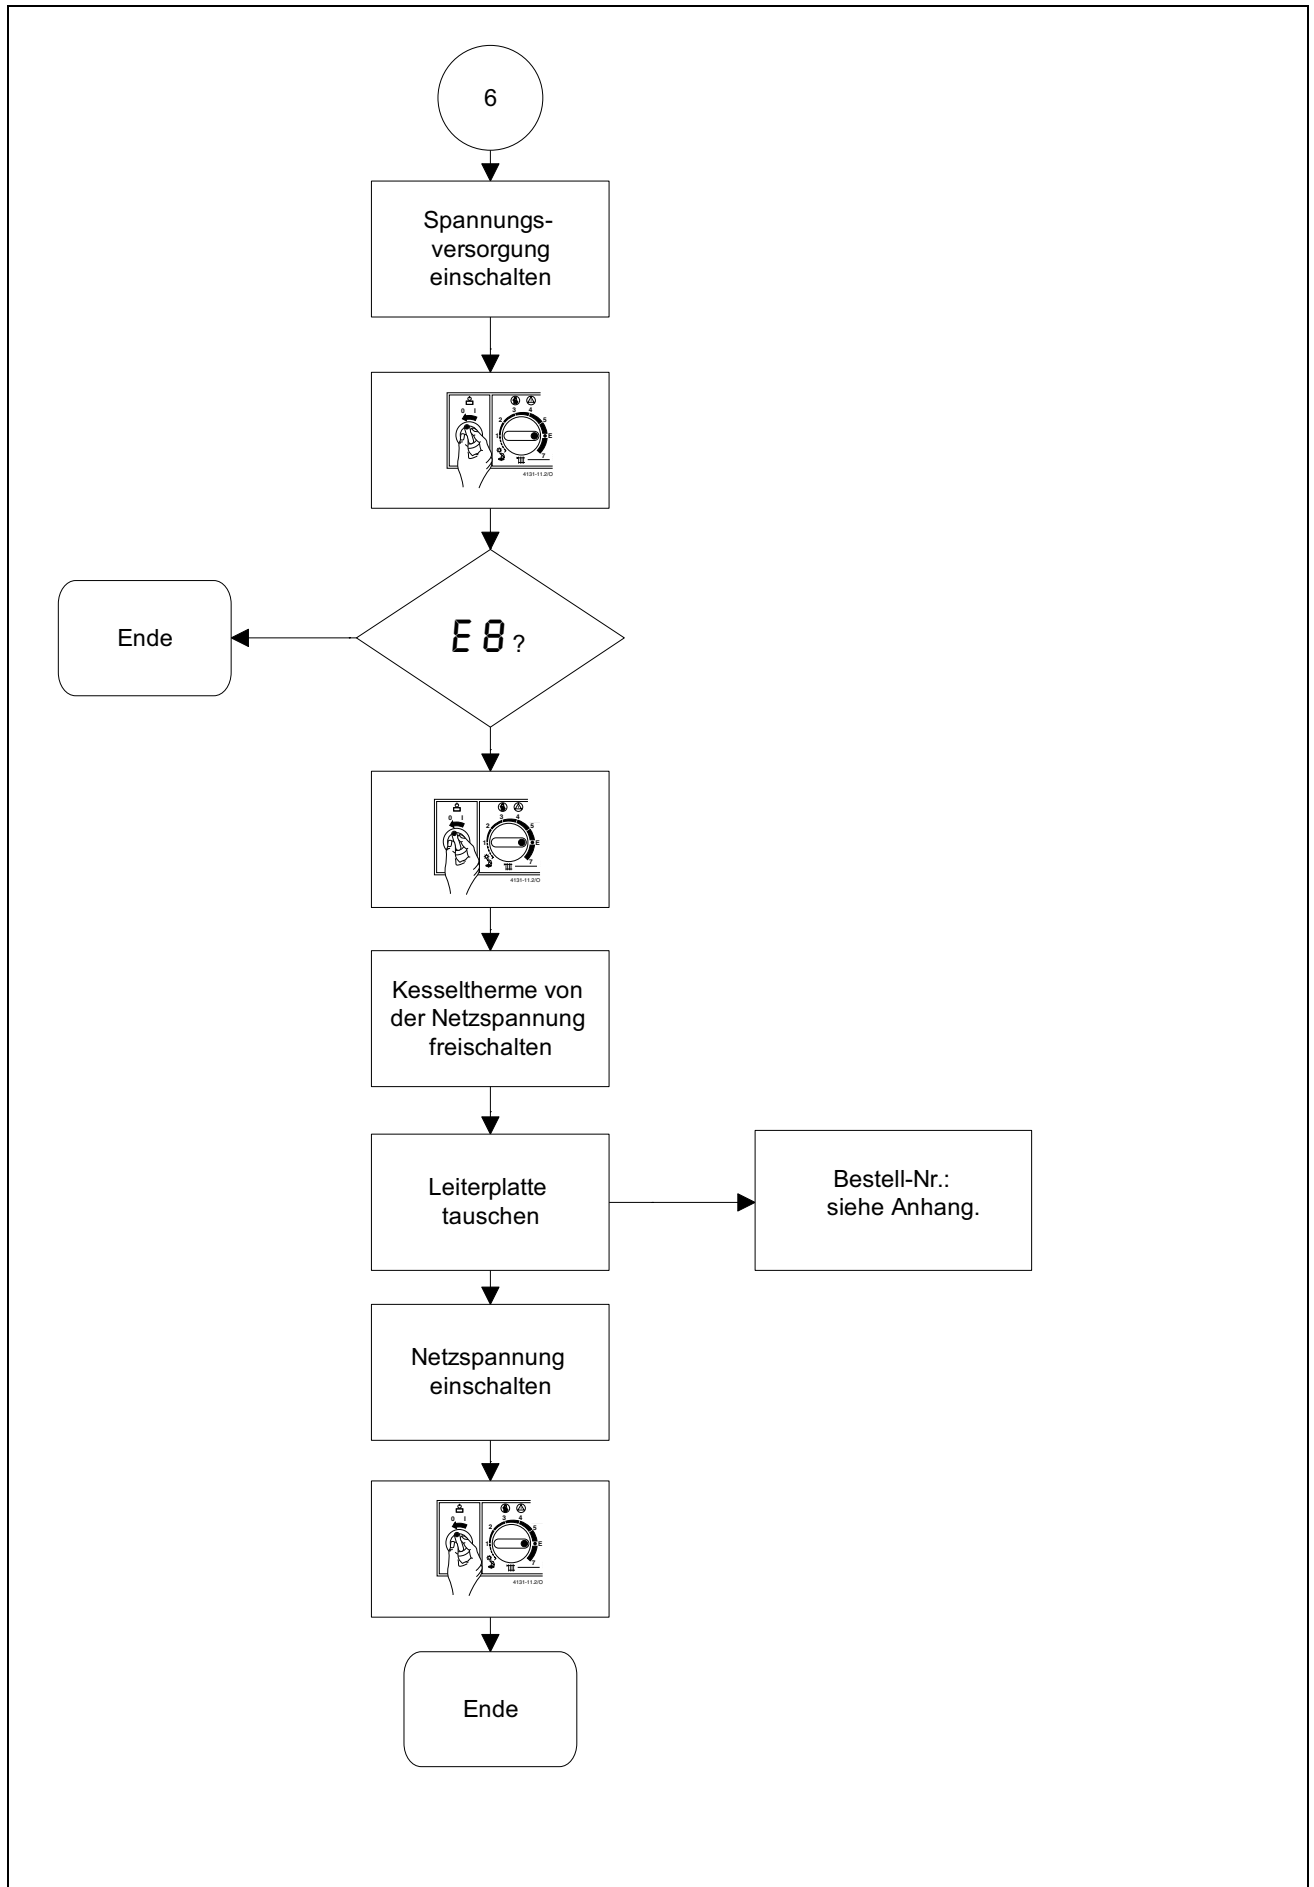 6
Spannungs-
versorgung
einschalten
0 I
3 4
2 5
1 E
7
4131-11.2/O
Ende
E8?
0 I
3 4
2 5
1 E
7
4131-11.2/O
Kesseltherme von
der Netzspannung
freischalten
Leiterplatte
tauschen
Bestell-Nr.:
siehe Anhang.
Netzspannung
einschalten
0 I
3 4
2 5
1 E
7
4131-11.2/O
Ende